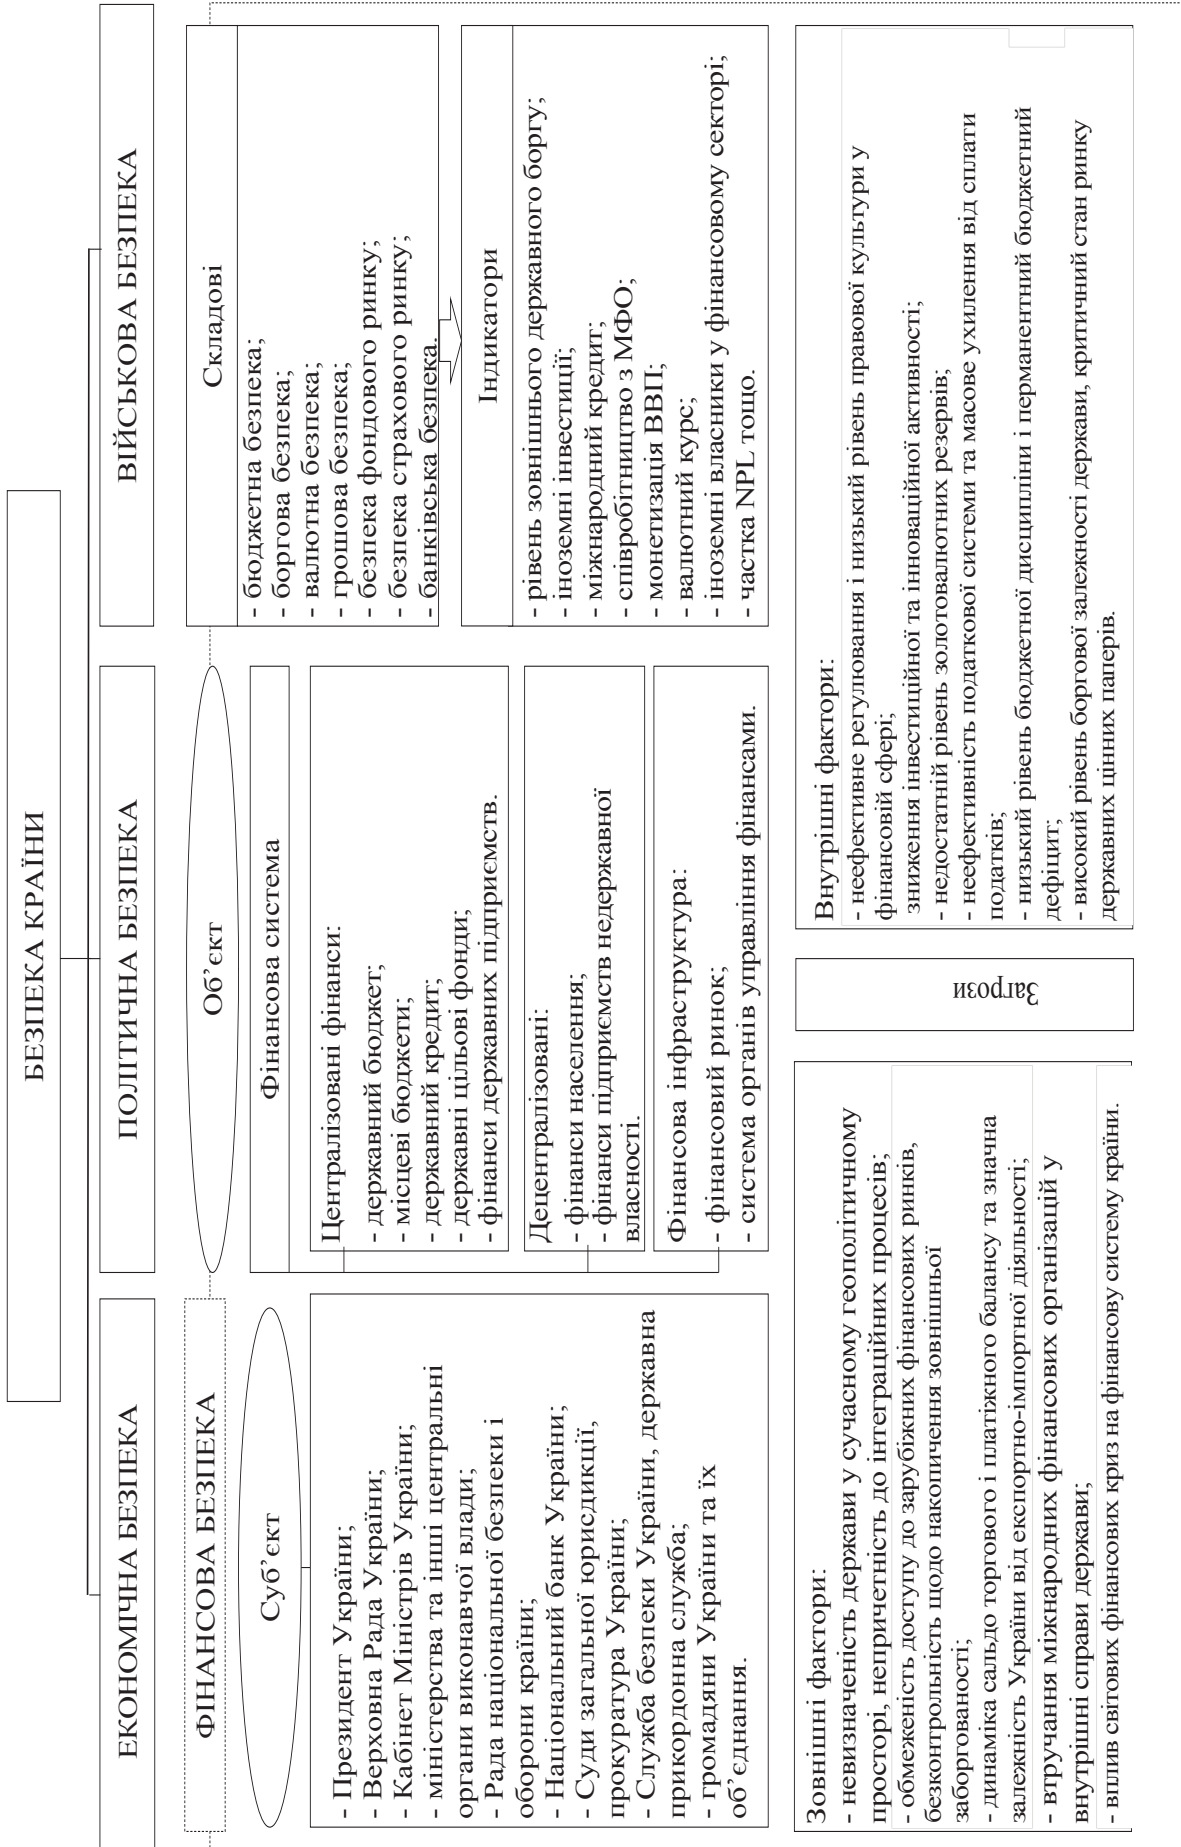 БЕЗПЕКА КРАЇНИ
ЕКОНОМІЧНА БЕЗПЕКА
ПОЛІТИЧНА БЕЗПЕКА
ВІЙСЬКОВА БЕЗПЕКА
ФІНАНСОВА БЕЗПЕКА
Суб’єкт
- Президент України;
- Верховна Рада України;
- Кабінет Міністрів України;
- міністерства та інші центральні
органи виконавчої влади;
- Рада національної безпеки і
оборони країни;
- Національний банк України;
- Суди загальної юрисдикції,
прокуратура України;
- Служба безпеки України, державна
прикордонна служба;
- громадяни України та їх
об’єднання.
Об’єкт
Фінансова система
Централізовані фінанси:
- державний бюджет;
- місцеві бюджети;
- державний кредит;
- державні цільові фонди;
- фінанси державних підприємств.
Децентралізовані:
- фінанси населення;
- фінанси підприємств недержавної
власності.
Фінансова інфраструктура:
- фінансовий ринок;
- система органів управління фінансами.
Складові
- бюджетна безпека;
- боргова безпека;
- валютна безпека;
- грошова безпека;
- безпека фондового ринку;
- безпека страхового ринку;
- банківська безпека.
Індикатори
- рівень зовнішнього державного боргу;
- іноземні інвестиції;
- міжнародний кредит;
- співробітництво з МФО;
- монетизація ВВП;
- валютний курс;
- іноземні власники у фінансовому секторі;
- частка NPL тощо.
Зовнішні фактори:
- невизначеність держави у сучасному геополітичному
просторі, непричетність до інтеграційних процесів;
- обмеженість доступу до зарубіжних фінансових ринків,
безконтрольність щодо накопичення зовнішньої
заборгованості;
- динаміка сальдо торгового і платіжного балансу та значна
залежність України від експортно-імпортної діяльності;
- втручання міжнародних фінансових організацій у
внутрішні справи держави;
- вплив світових фінансових криз на фінансову систему країни.
Загрози
Внутрішні фактори:
- неефективне регулювання і низький рівень правової культури у
фінансовій сфері;
зниження інвестиційної та інноваційної активності;
- недостатній рівень золотовалютних резервів;
- неефективність податкової системи та масове ухилення від сплати
податків;
- низький рівень бюджетної дисципліни і перманентний бюджетний
дефіцит;
- високий рівень боргової залежності держави, критичний стан ринку
державних цінних паперів.